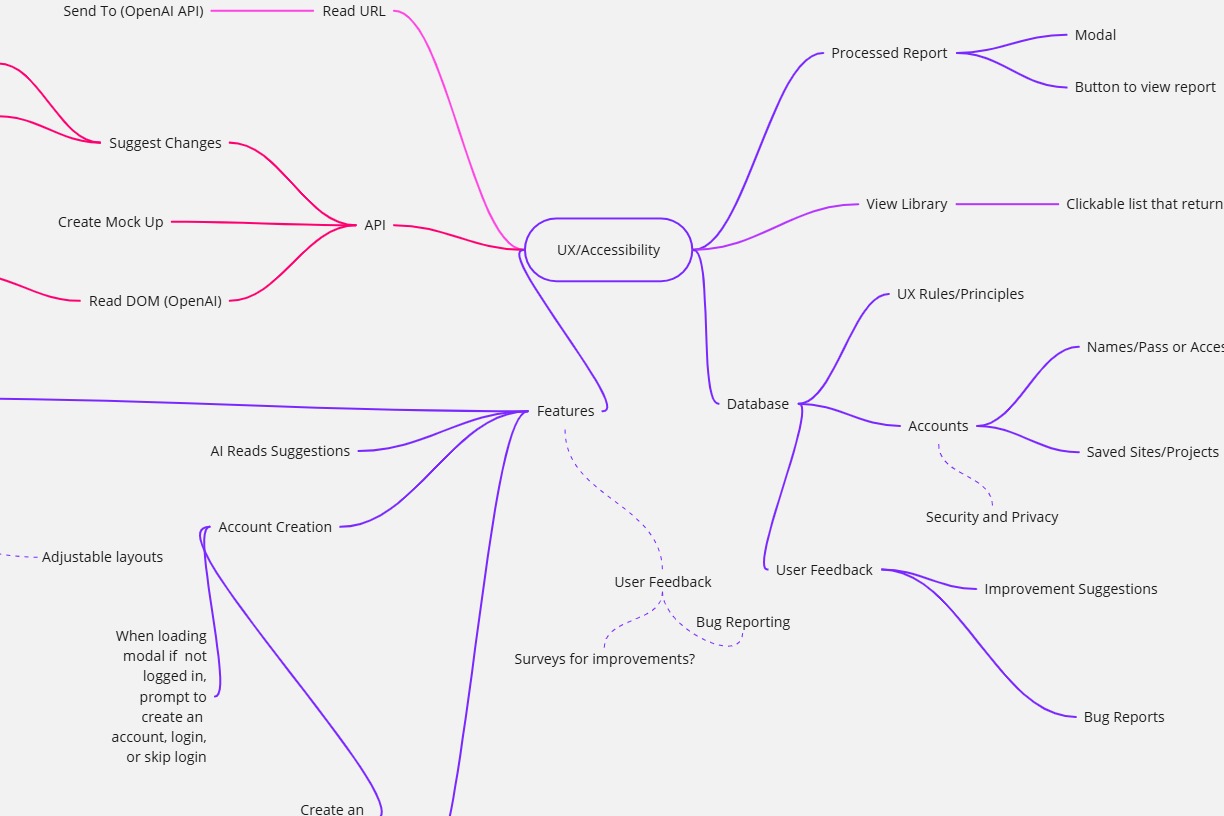 Send To (OpenAI API)
Read URL
Modal
Processed Report
Button to view report
Suggest Changes
View Library
Clickable list that return
Create Mock Up
API
UX/Accessibility
UX Rules/Principles
Read DOM (OpenAI)
Names/Pass or Acces
Database
Features
Accounts
AI Reads Suggestions
Saved Sites/Projects
Security and Privacy
Account Creation
Adjustable layouts
User Feedback
User Feedback
Improvement Suggestions
Bug Reporting
Surveys for improvements?
When loading
modal if  not
logged in,
prompt to
create an
account, login,
or skip login
Bug Reports
Create an